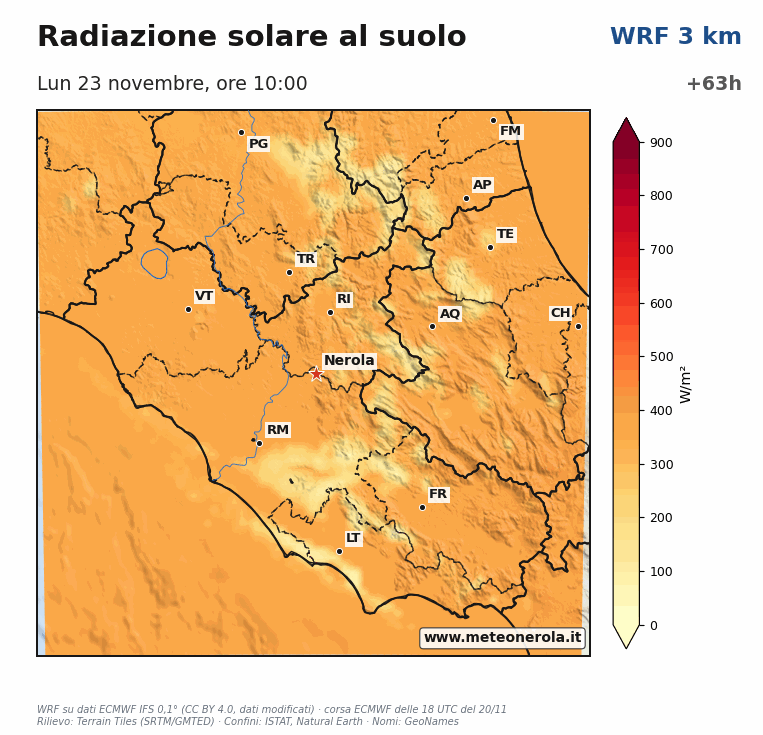 Radiazione solare al suolo
WRF 3 km
Lun 23 novembre, ore 10:00
+63h
PG
FM
AP
TE
TR
VT
RI
AQ
CH
Nerola
RM
FR
LT
www.meteonerola.it
900
800
700
600
500
400
300
200
100
0
W/m²
WRF su dati ECMWF IFS 0,1° (CC BY 4.0, dati modificati) · corsa ECMWF delle 18 UTC del 20/11
Rilievo: Terrain Tiles (SRTM/GMTED) · Confini: ISTAT, Natural Earth · Nomi: GeoNames